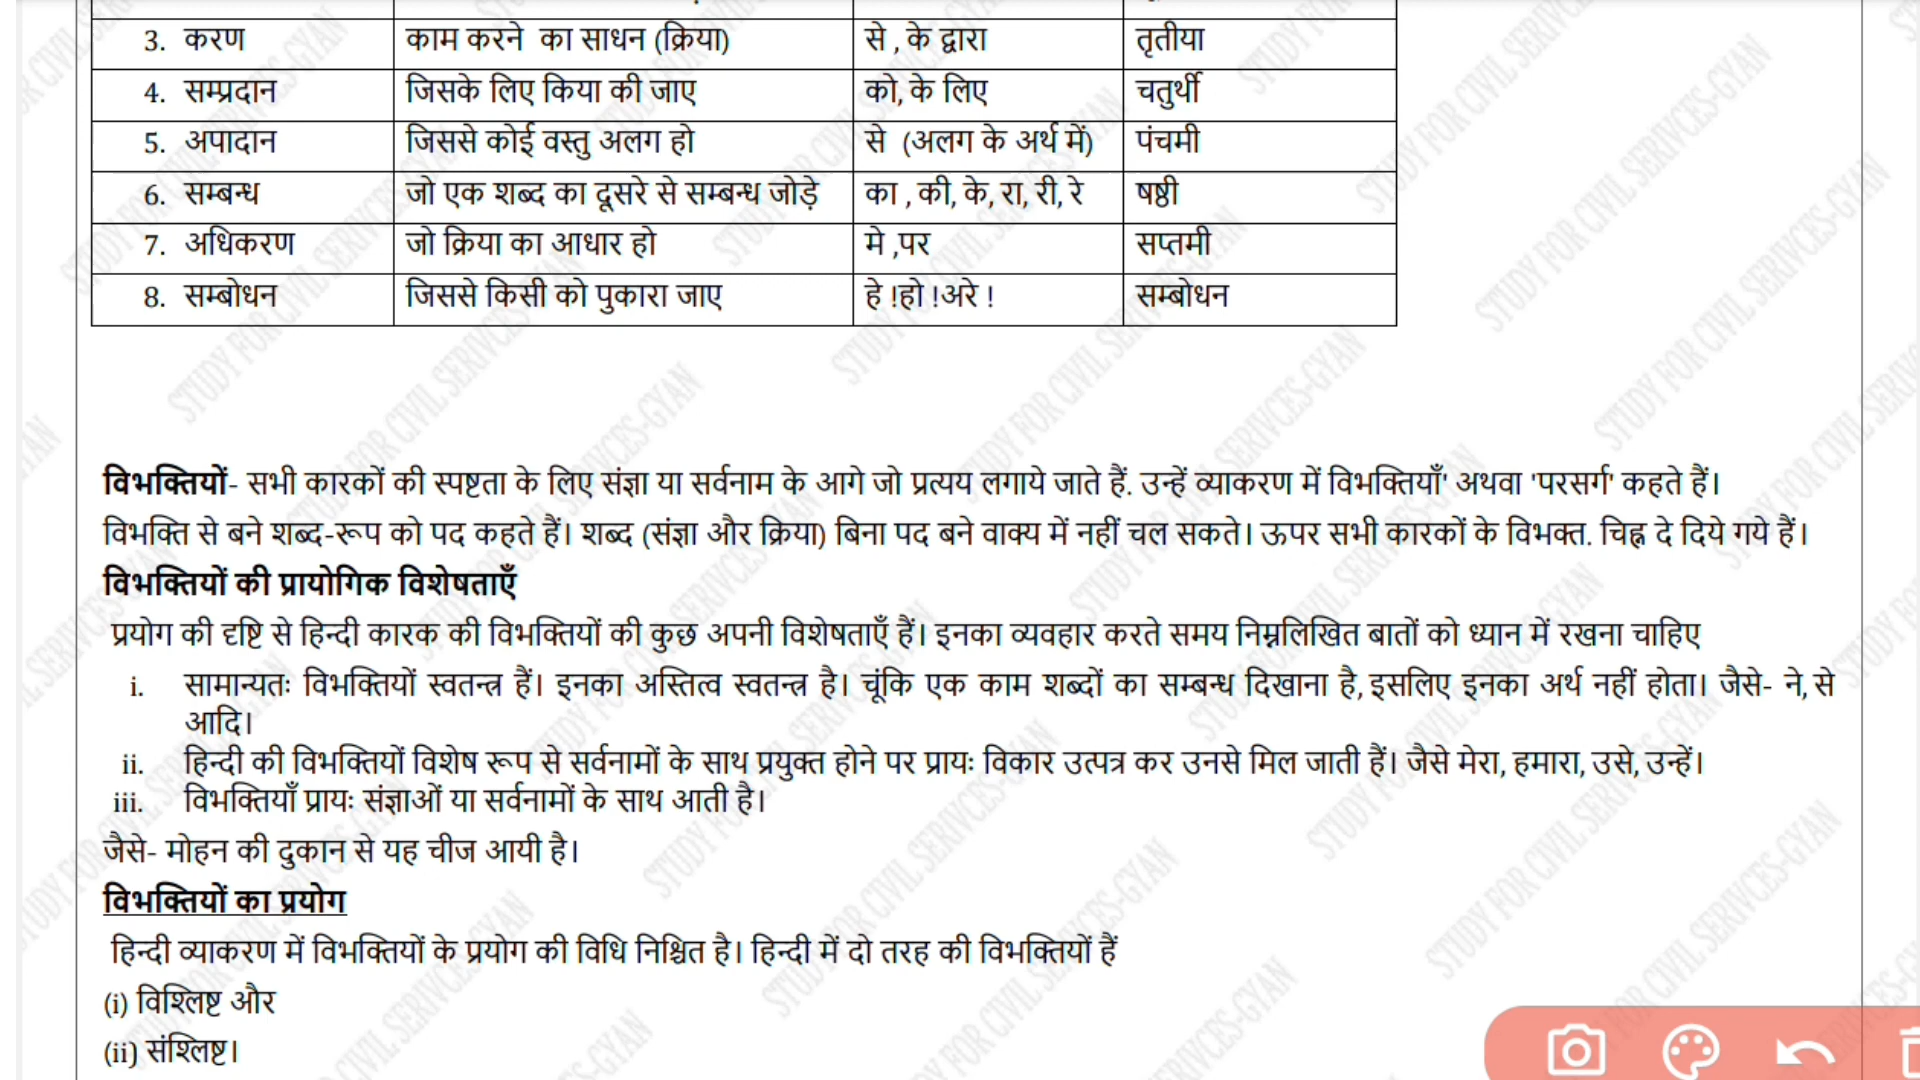 3. करण काम करने का साधन (क्रिया) से , के द्वारा तृतीया
4. सम्प्रदान जिसके लिए किया की जाए को, के लिए चतुर्थी
5. अपादान जिससे कोई वस्तु अलग हो से (अलग के अर्थ में) पंचमी
6. सम्बन्ध जो एक शब्द का दूसरे से सम्बन्ध जोड़े का , की, के, रा, री, रे षष्ठी
7. अधिकरण जो क्रिया का आधार हो मे ,पर सप्तमी
8. सम्बोधन जिससे किसी को पुकारा जाए हे !हो !अरे ! सम्बोधन
विभक्तियों- सभी कारकों की स्पष्टता के लिए संज्ञा या सर्वनाम के आगे जो प्रत्यय लगाये जाते हैं. उन्हें व्याकरण में विभक्तियाँ' अथवा 'परसर्ग' कहते हैं।
विभक्ति से बने शब्द-रूप को पद कहते हैं। शब्द (संज्ञा और क्रिया) बिना पद बने वाक्य में नहीं चल सकते। ऊपर सभी कारकों के विभक्त. चिह्न दे दिये गये हैं।
विभक्तियों की प्रायोगिक विशेषताएँ
प्रयोग की दृष्टि से हिन्दी कारक की विभक्तियों की कुछ अपनी विशेषताएँ हैं। इनका व्यवहार करते समय निम्नलिखित बातों को ध्यान में रखना चाहिए
i. सामान्यतः विभक्तियों स्वतन्त्र हैं। इनका अस्तित्व स्वतन्त्र है। चूंकि एक काम शब्दों का सम्बन्ध दिखाना है, इसलिए इनका अर्थ नहीं होता। जैसे- ने, से
आदि।
ii. हिन्दी की विभक्तियों विशेष रूप से सर्वनामों के साथ प्रयुक्त होने पर प्रायः विकार उत्पत्र कर उनसे मिल जाती हैं। जैसे मेरा, हमारा, उसे, उन्हें।
iii. विभक्तियाँ प्रायः संज्ञाओं या सर्वनामों के साथ आती है।
जैसे- मोहन की दुकान से यह चीज आयी है।
विभक्तियों का प्रयोग
हिन्दी व्याकरण में विभक्तियों के प्रयोग की विधि निश्चित है। हिन्दी में दो तरह की विभक्तियों हैं
(i) विश्लिष्ट और
(ii) संश्लिष्ट।
STUDY FOR CIVIL SERIVCES-GYAN